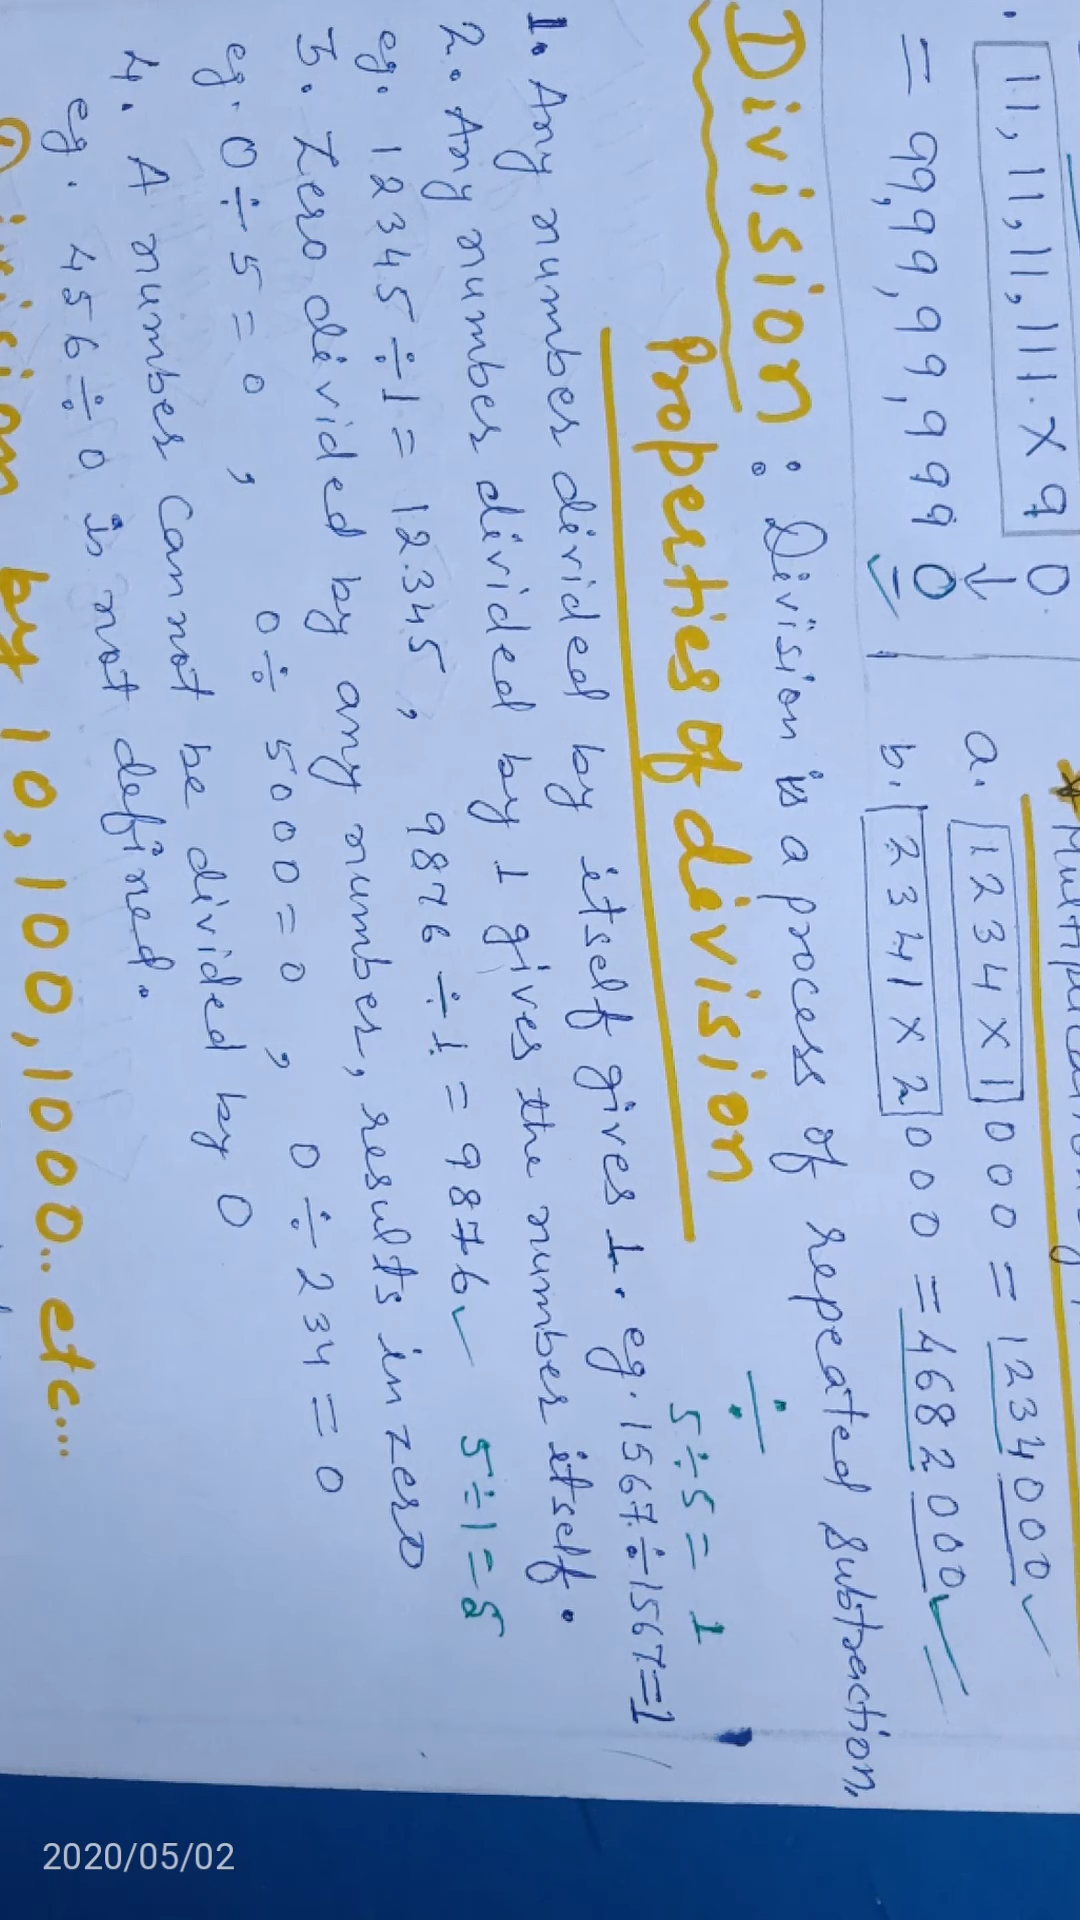 11,11,11,111 × 9 0
= 99,99,99,999 0
a. 1234 × 1 000 = 1234000
b. 2341 × 2 000 = 4682000
Division : Division is a process of repeated subtraction.
÷
Properties of division
5 ÷ 5 = 1
1. Any number divided by itself gives 1. eg. 1567 ÷ 1567 = 1
2. Any number divided by 1 gives the number itself.
eg. 12345 ÷ 1 = 12345, 9876 ÷ 1 = 9876 5 ÷ 1 = 5
3. Zero divided by any number, results in zero
eg. 0 ÷ 5 = 0, 0 ÷ 5000 = 0, 0 ÷ 234 = 0
4. A number cannot be divided by 0
eg. 456 ÷ 0 is not defined.
Division by 10, 100, 1000.. etc...
2020/05/02